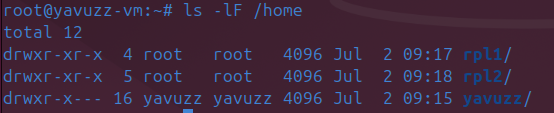 root@yavuzz-vm:~# ls -lF /home
total 12
drwxr-xr-x  4 root   root   4096 Jul  2 09:17 rpl1/
drwxr-xr-x  5 root   root   4096 Jul  2 09:18 rpl2/
drwxr-x--- 16 yavuzz yavuzz 4096 Jul  2 09:15 yavuzz/